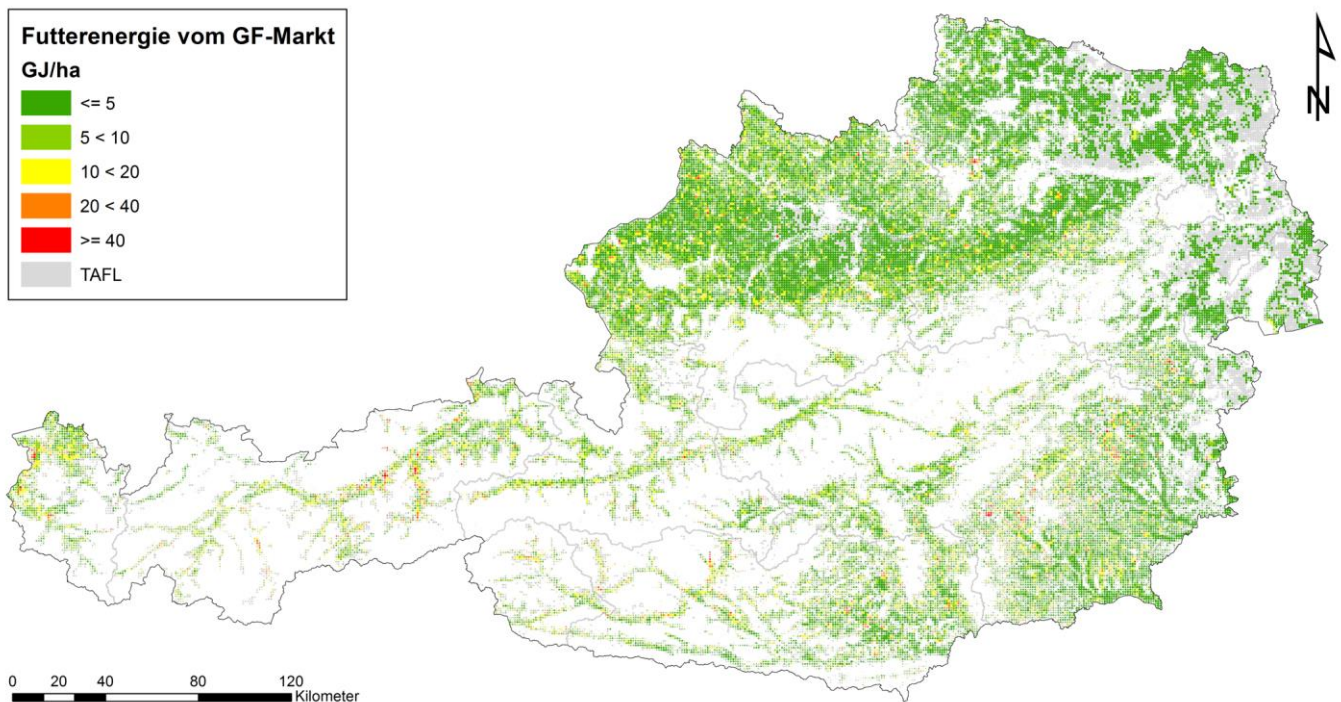 Futterenergie vom GF-Markt
GJ/ha
<= 5
5 < 10
10 < 20
20 < 40
>= 40
TAFL
N
0 20 40 80 120
Kilometer